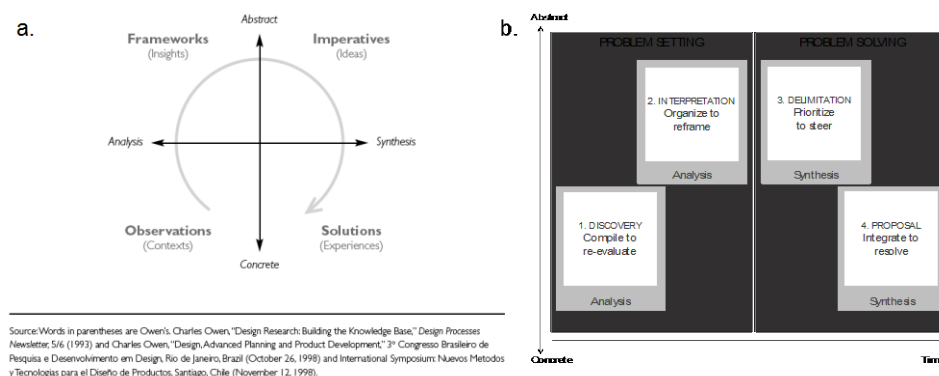 a.
Abstract
Frameworks
(Insights)
Imperatives
(Ideas)
Analysis
Synthesis
Observations
(Contexts)
Solutions
(Experiences)
Concrete
Source: Words in parentheses are Owen's. Charles Owen, "Design Research: Building the Knowledge Base," Design Processes
Newsletter, 5/6 (1993) and Charles Owen, "Design, Advanced Planning and Product Development," 3º Congresso Brasileiro de
Pesquisa e Desenvolvimento em Design, Rio de Janeiro, Brazil (October 26, 1998) and International Symposium: Nuevos Metodos
y Tecnologias para el Diseño de Productos, Santiago, Chile (November 12, 1998).
b.
Abstract
PROBLEM SETTING
PROBLEM SOLVING
2. INTERPRETATION
Organize to
reframe
Analysis
3. DELIMITATION
Prioritize
to steer
Synthesis
1. DISCOVERY
Compile to
re-evaluate
Analysis
4. PROPOSAL
Integrate to
resolve
Synthesis
Concrete